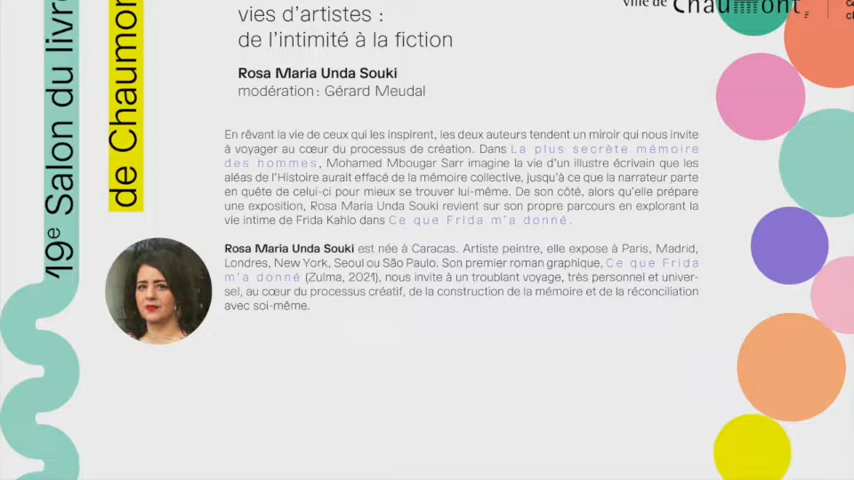 19e Salon du livre
de Chaumon
ville de Chaumont
vies d'artistes :
de l'intimité à la fiction
Rosa Maria Unda Souki
modération : Gérard Meudal
En rêvant la vie de ceux qui les inspirent, les deux auteurs tendent un miroir qui nous invite
à voyager au cœur du processus de création. Dans La plus secrète mémoire
des hommes, Mohamed Mbougar Sarr imagine la vie d'un illustre écrivain que les
aléas de l'Histoire aurait effacé de la mémoire collective, jusqu'à ce que la narrateur parte
en quête de celui-ci pour mieux se trouver lui-même. De son côté, alors qu'elle prépare
une exposition, Rosa Maria Unda Souki revient sur son propre parcours en explorant la
vie intime de Frida Kahlo dans Ce que Frida m'a donné.
Rosa Maria Unda Souki est née à Caracas. Artiste peintre, elle expose à Paris, Madrid,
Londres, New York, Seoul ou São Paulo. Son premier roman graphique, Ce que Frida
m'a donné (Zulma, 2021), nous invite à un troublant voyage, très personnel et univer-
sel, au cœur du processus créatif, de la construction de la mémoire et de la réconciliation
avec soi-même.